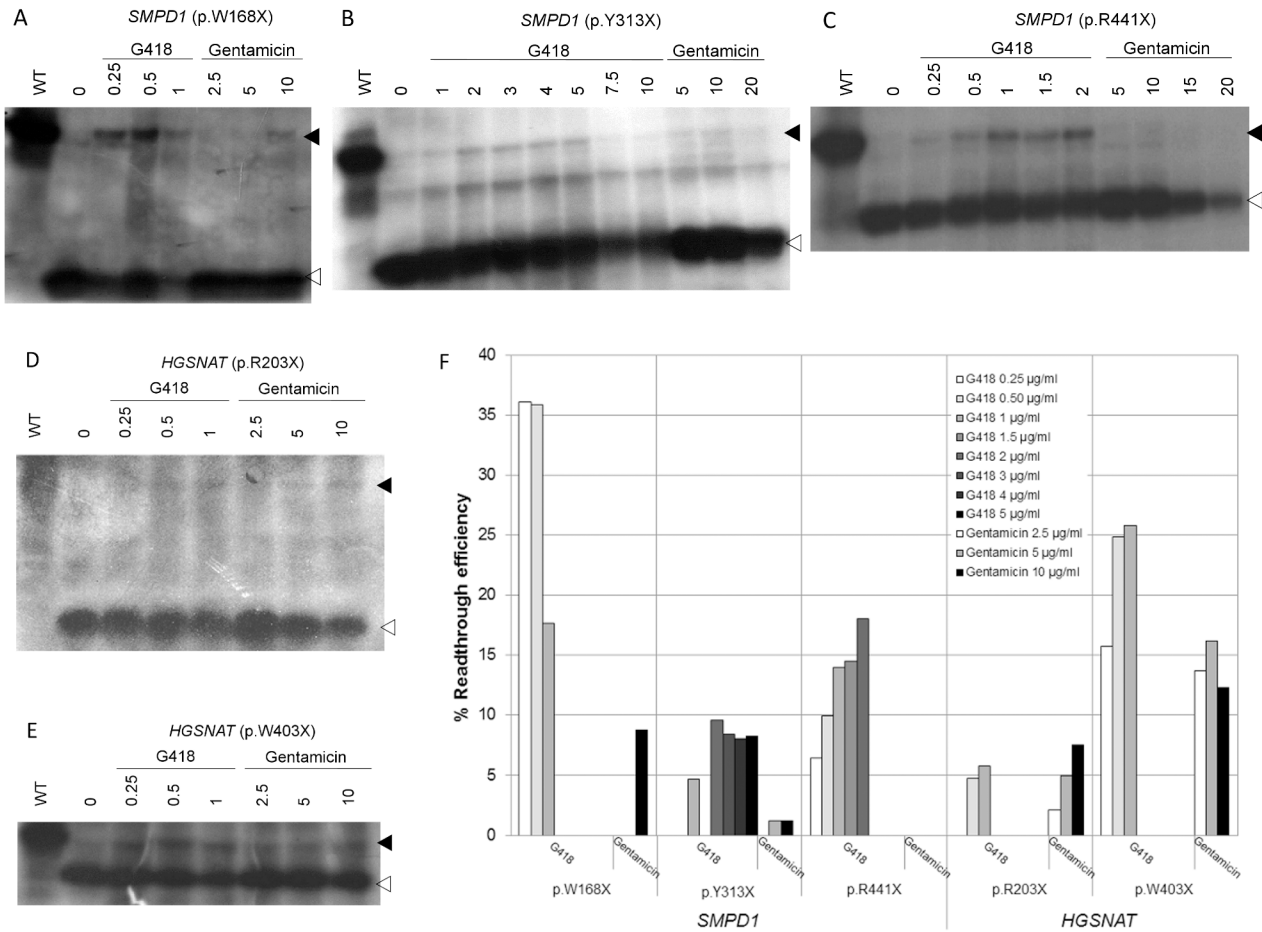 A
SMPD1 (p.W168X)
G418 Gentamicin
WT 0 0.25 0.5 1 2.5 5 10
B
SMPD1 (p.Y313X)
G418 Gentamicin
WT 0 1 2 3 4 5 7.5 10 5 10 20
C
SMPD1 (p.R441X)
G418 Gentamicin
WT 0 0.25 0.5 1 1.5 2 5 10 15 20
D
HGSNAT (p.R203X)
G418 Gentamicin
WT 0 0.25 0.5 1 2.5 5 10
E
HGSNAT (p.W403X)
G418 Gentamicin
WT 0 0.25 0.5 1 2.5 5 10
F
% Readthrough efficiency
40
35
30
25
20
15
10
5
0
G418 0.25 µg/ml
G418 0.50 µg/ml
G418 1 µg/ml
G418 1.5 µg/ml
G418 2 µg/ml
G418 3 µg/ml
G418 4 µg/ml
G418 5 µg/ml
Gentamicin 2.5 µg/ml
Gentamicin 5 µg/ml
Gentamicin 10 µg/ml
G418 Gentamicin G418 Gentamicin G418 Gentamicin G418 Gentamicin G418 Gentamicin
p.W168X p.Y313X p.R441X p.R203X p.W403X
SMPD1 HGSNAT